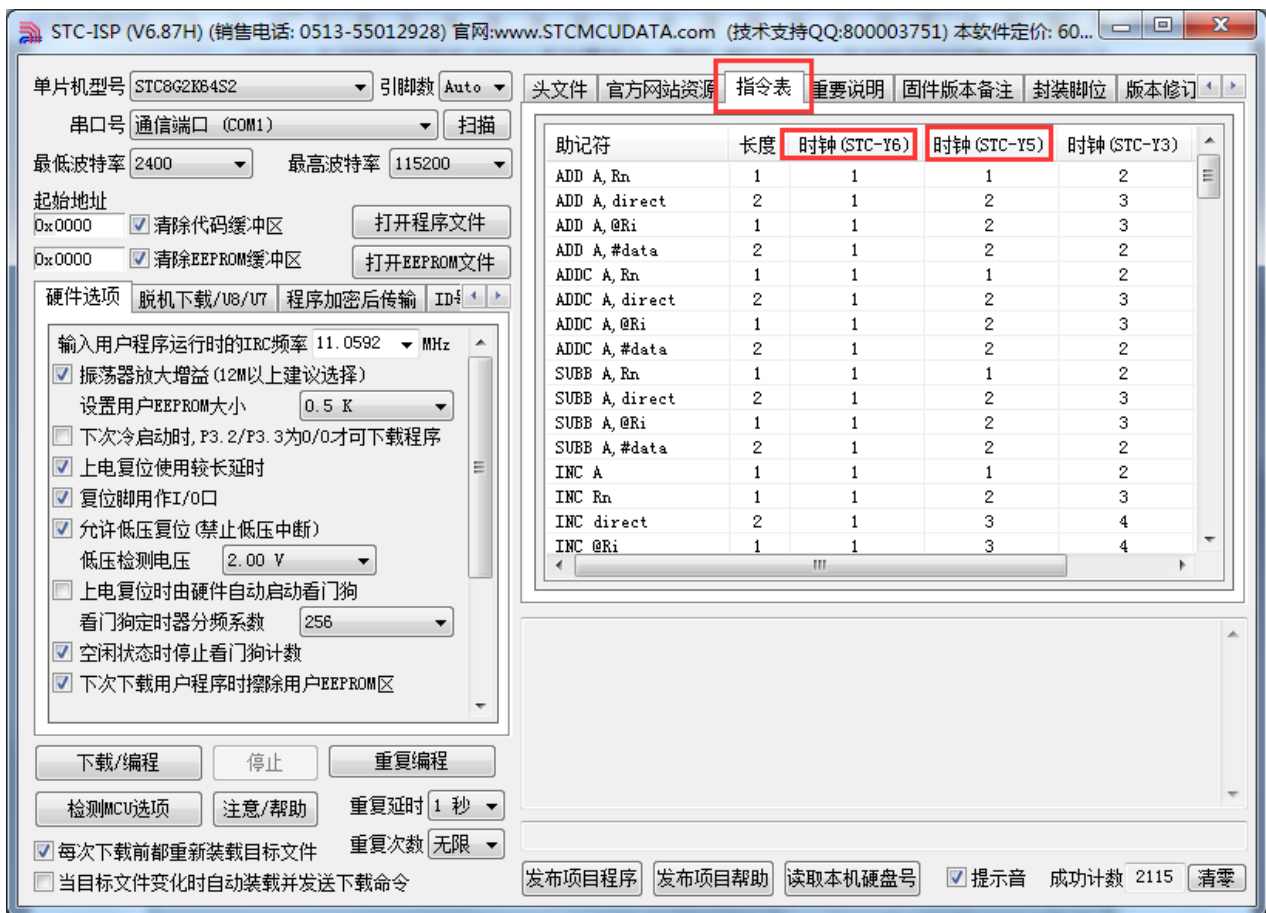 STC-ISP (V6.87H) (销售电话: 0513-55012928) 官网:www.STCMCUDATA.com (技术支持QQ:800003751) 本软件定价: 60...
单片机型号 STC8G2K64S2 引脚数 Auto
串口号 通信端口 (COM1) 扫描
最低波特率 2400 最高波特率 115200
起始地址
0x0000 清除代码缓冲区 打开程序文件
0x0000 清除EEPROM缓冲区 打开EEPROM文件
硬件选项 脱机下载/U8/U7 程序加密后传输
输入用户程序运行时的IRC频率 11.0592 MHz
振荡器放大增益(12M以上建议选择)
设置用户EEPROM大小 0.5 K
下次冷启动时,P3.2/P3.3为0/0才可下载程序
上电复位使用较长延时
复位脚用作I/O口
允许低压复位(禁止低压中断)
低压检测电压 2.00 V
上电复位时由硬件自动启动看门狗
看门狗定时器分频系数 256
空闲状态时停止看门狗计数
下次下载用户程序时擦除用户EEPROM区
下载/编程 停止 重复编程
检测MCU选项 注意/帮助 重复延时 1 秒
每次下载前都重新装载目标文件 重复次数 无限
当目标文件变化时自动装载并发送下载命令
头文件 官方网站资源 指令表 重要说明 固件版本备注 封装脚位 版本修订
助记符 长度 时钟(STC-Y6) 时钟(STC-Y5) 时钟(STC-Y3)
ADD A,Rn 1 1 1 2
ADD A,direct 2 1 2 3
ADD A,@Ri 1 1 2 3
ADD A,#data 2 1 2 2
ADDC A,Rn 1 1 1 2
ADDC A,direct 2 1 2 3
ADDC A,@Ri 1 1 2 3
ADDC A,#data 2 1 2 2
SUBB A,Rn 1 1 1 2
SUBB A,direct 2 1 2 3
SUBB A,@Ri 1 1 2 3
SUBB A,#data 2 1 2 2
INC A 1 1 1 2
INC Rn 1 1 2 3
INC direct 2 1 3 4
INC @Ri 1 1 3 4
发布项目程序 发布项目帮助 读取本机硬盘号 提示音 成功计数 2115 清零